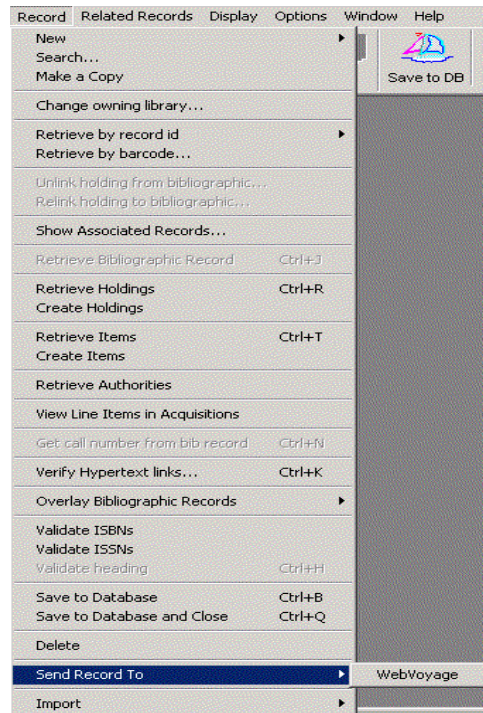 Record Related Records Display Options Window Help
New
Search...
Make a Copy
Save to DB
Change owning library...
Retrieve by record id
Retrieve by barcode...
Unlink holding from bibliographic...
Relink holding to bibliographic...
Show Associated Records...
Retrieve Bibliographic Record Ctrl+J
Retrieve Holdings Ctrl+R
Create Holdings
Retrieve Items Ctrl+T
Create Items
Retrieve Authorities
View Line Items in Acquisitions
Get call number from bib record Ctrl+N
Verify Hypertext links... Ctrl+K
Overlay Bibliographic Records
Validate ISBNs
Validate ISSNs
Validate heading Ctrl+H
Save to Database Ctrl+B
Save to Database and Close Ctrl+Q
Delete
Send Record To WebVoyage
Import